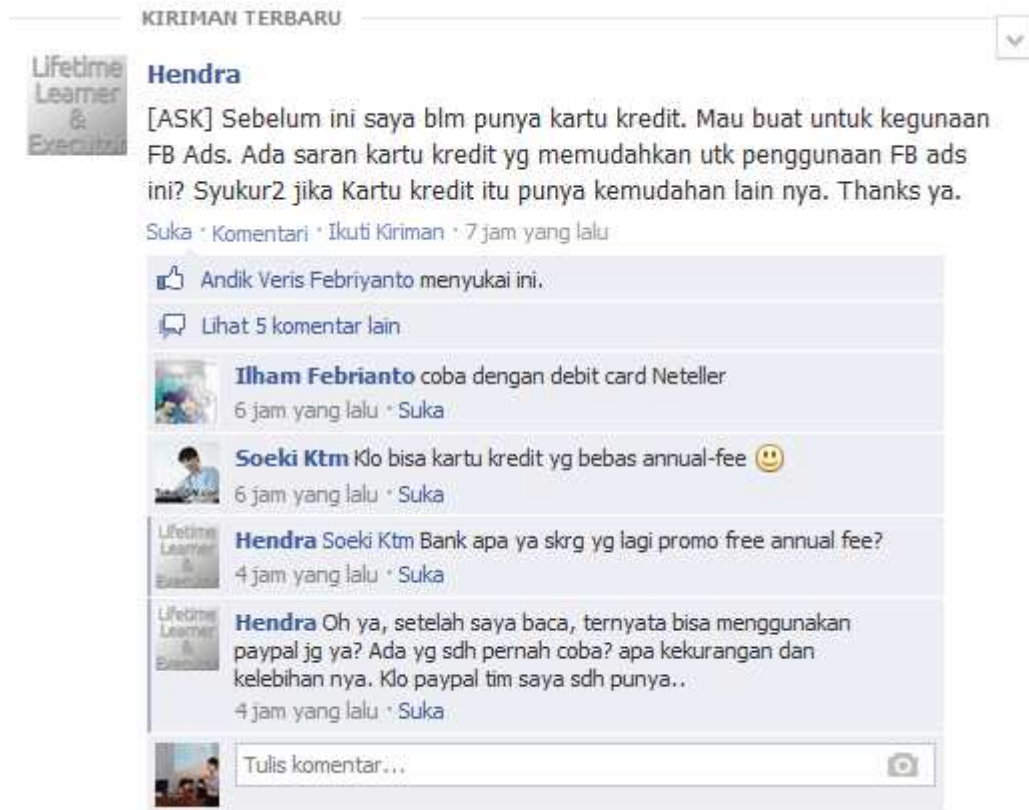 KIRIMAN TERBARU
Lifetime
Learner
&
Executor
Hendra
[ASK] Sebelum ini saya blm punya kartu kredit. Mau buat untuk kegunaan
FB Ads. Ada saran kartu kredit yg memudahkan utk penggunaan FB ads
ini? Syukur2 jika Kartu kredit itu punya kemudahan lain nya. Thanks ya.
Suka · Komentari · Ikuti Kiriman · 7 jam yang lalu
Andik Veris Febriyanto menyukai ini.
Lihat 5 komentar lain
Ilham Febrianto coba dengan debit card Neteller
6 jam yang lalu · Suka
Soeki Ktm Klo bisa kartu kredit yg bebas annual-fee
6 jam yang lalu · Suka
Lifetime
Learner
&
Executor
Hendra Soeki Ktm Bank apa ya skrg yg lagi promo free annual fee?
4 jam yang lalu · Suka
Lifetime
Learner
&
Executor
Hendra Oh ya, setelah saya baca, ternyata bisa menggunakan
paypal jg ya? Ada yg sdh pernah coba? apa kekurangan dan
kelebihan nya. Klo paypal tim saya sdh punya..
4 jam yang lalu · Suka
Tulis komentar...